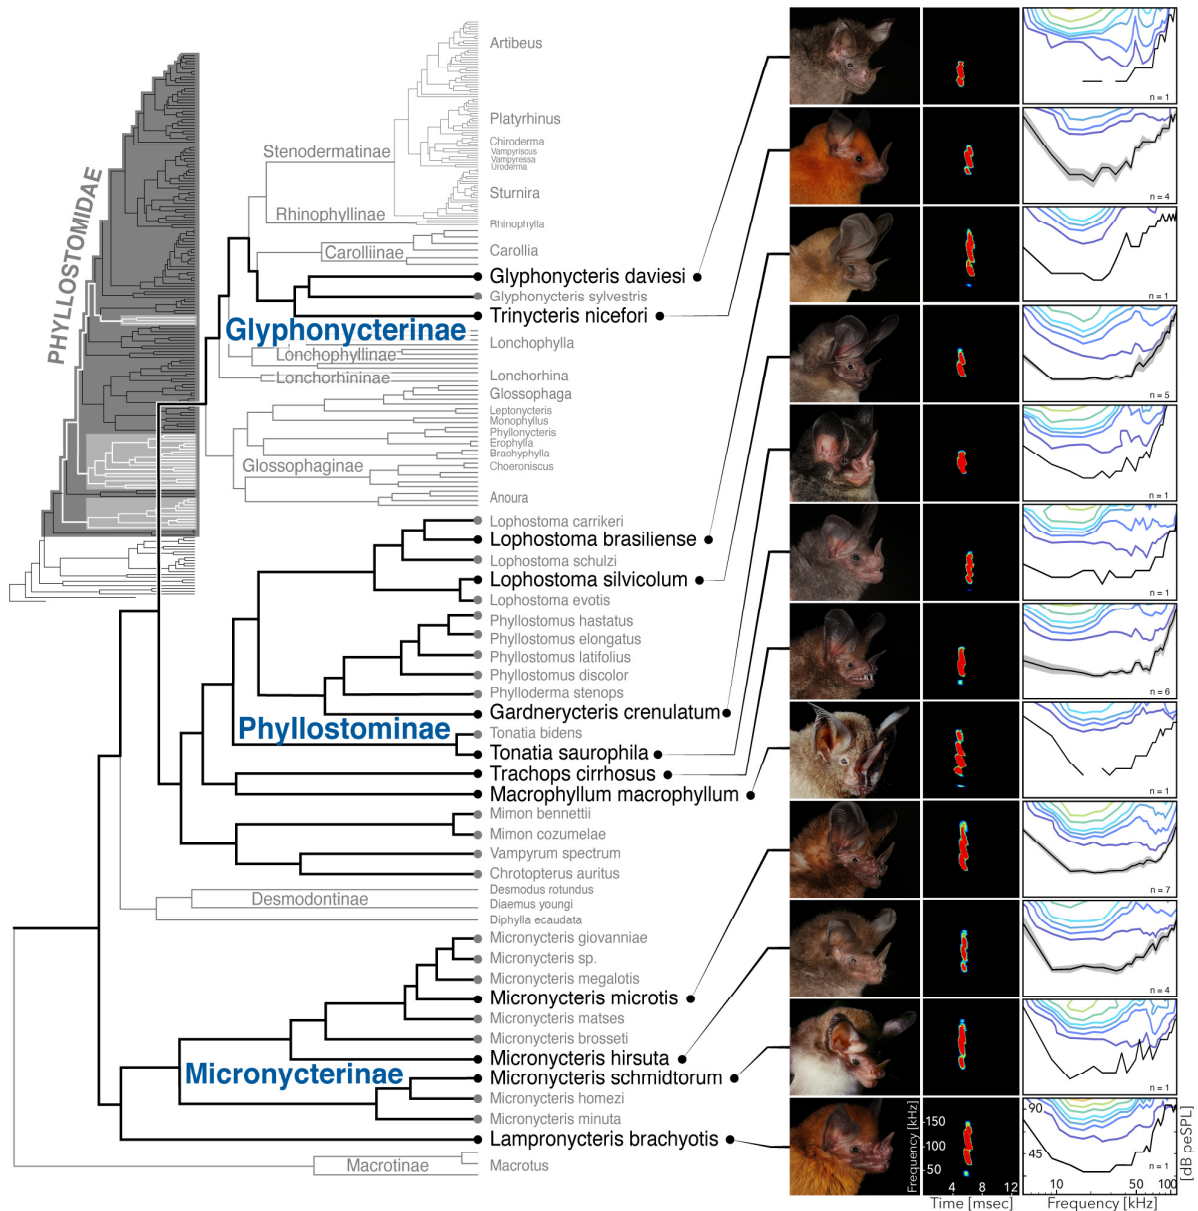 PHYLLOSTOMIDAE
Artibeus
Platyrhinus
Stenodermatinae
Chiroderma
Vampyriscus
Vampyressa
Uroderma
Sturnira
Rhinophyllinae
Rhinophylla
Carolliinae
Carollia
Glyphonycteris daviesi
Glyphonycteris sylvestris
Trinycteris nicefori
Glyphonycterinae
Lonchophylla
Lonchophyllinae
Lonchorhininae
Lonchorhina
Glossophaga
Leptonycteris
Monophyllus
Phyllonycteris
Erophylla
Brachyphylla
Glossophaginae
Choeroniscus
Anoura
Lophostoma carrikeri
Lophostoma brasiliense
Lophostoma schulzi
Lophostoma silvicolum
Lophostoma evotis
Phyllostomus hastatus
Phyllostomus elongatus
Phyllostomus latifolius
Phyllostomus discolor
Phylloderma stenops
Gardnerycteris crenulatum
Phyllostominae
Tonatia bidens
Tonatia saurophila
Trachops cirrhosus
Macrophyllum macrophyllum
Mimon bennettii
Mimon cozumelae
Vampyrum spectrum
Chrotopterus auritus
Desmodus rotundus
Desmodontinae
Diaemus youngi
Diphylla ecaudata
Micronycteris giovanniae
Micronycteris sp.
Micronycteris megalotis
Micronycteris microtis
Micronycteris matses
Micronycteris brosseti
Micronycteris hirsuta
Micronycterinae
Micronycteris schmidtorum
Micronycteris homezi
Micronycteris minuta
Lampronycteris brachyotis
Macrotinae
Macrotus
n = 1
n = 4
n = 1
n = 5
n = 1
n = 1
n = 6
n = 1
n = 7
n = 4
n = 1
n = 1
Frequency [kHz]
150
100
50
4 8 12
Time [msec]
90
45
10 50 100
Frequency [kHz]
[dB peSPL]